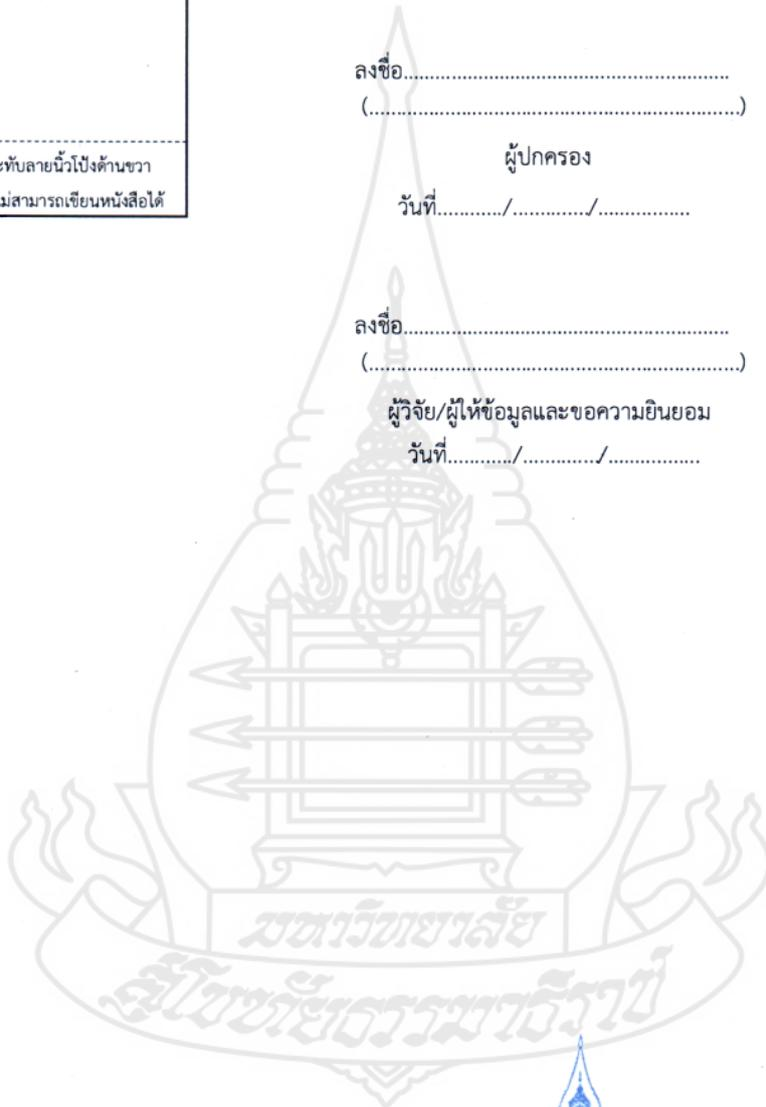 ลงชื่อ..............................................................
(......................................................................)
ผู้ปกครอง
วันที่............/............../.................
ทับลายนิ้วโป้งด้านขวา
ไม่สามารถเขียนหนังสือได้
ลงชื่อ..............................................................
(......................................................................)
ผู้วิจัย/ผู้ให้ข้อมูลและขอความยินยอม
วันที่............/............../.................
มหาวิทยาลัย
สุโขทัยธรรมาธิราช